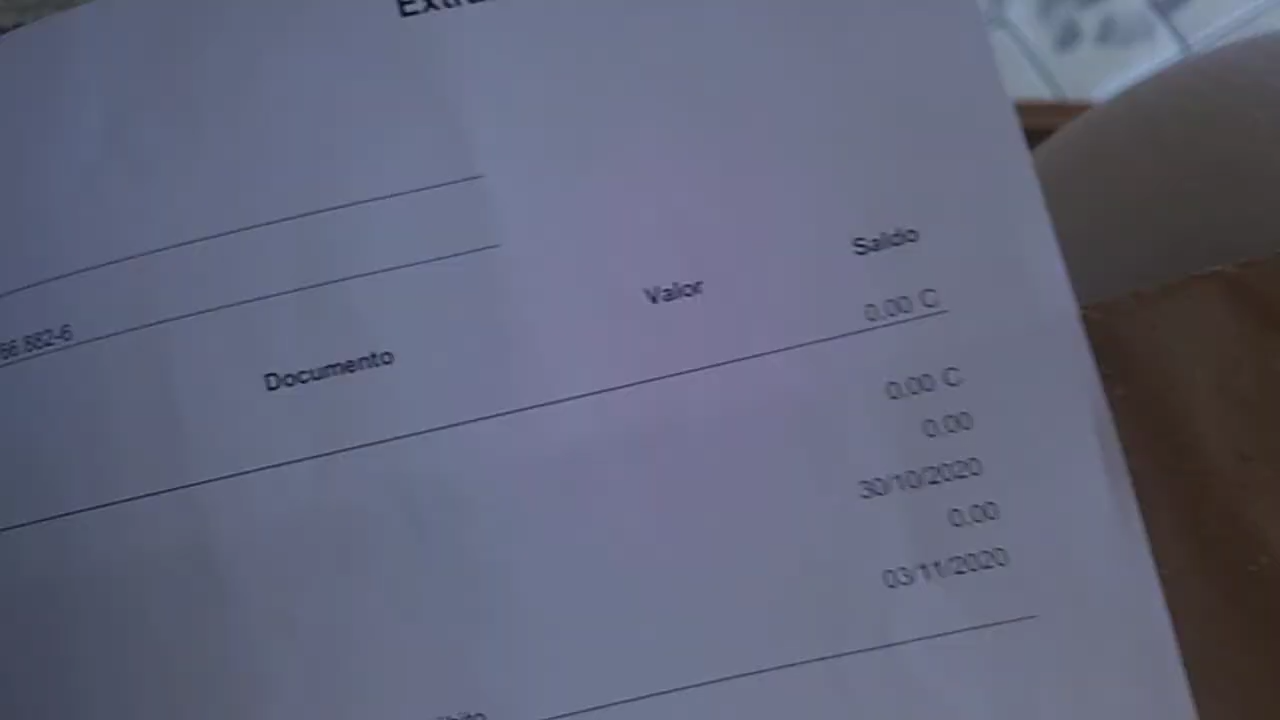 66.882-6
Documento Valor Saldo
0,00 C
0,00 C
0,00
30/10/2020
0,00
03/11/2020